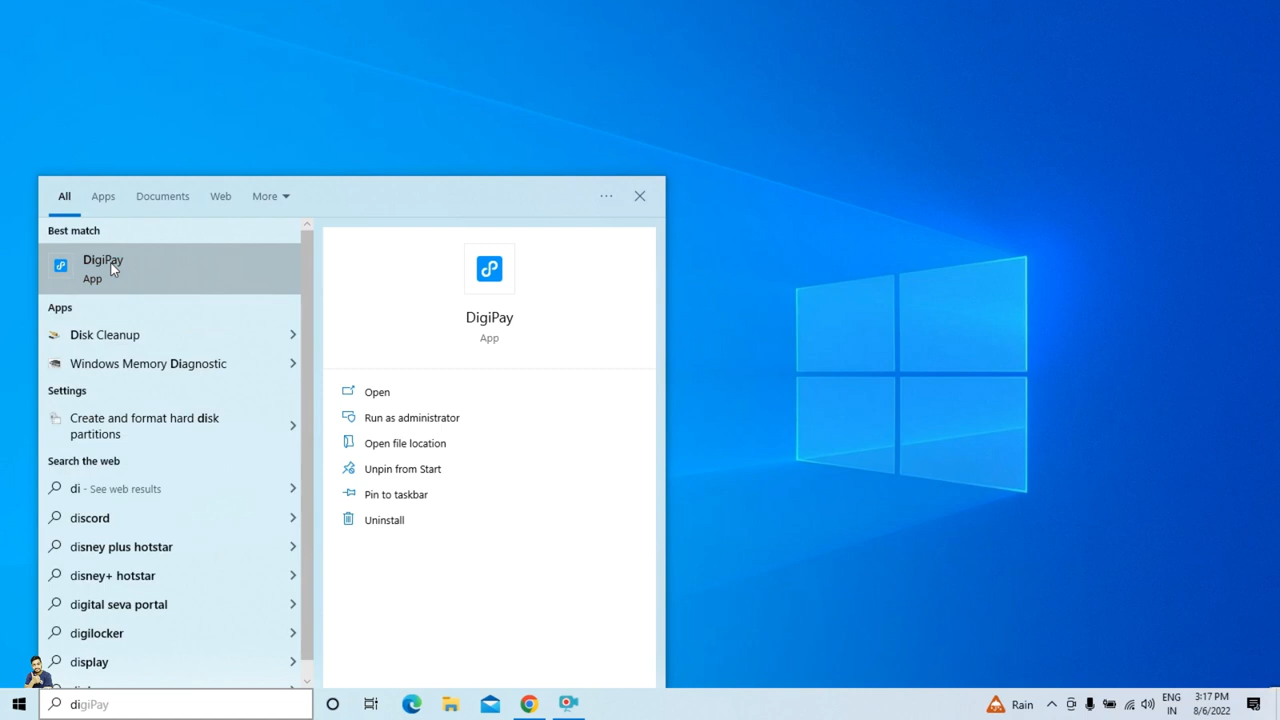 All Apps Documents Web More
Best match
DigiPay
App
Apps
Disk Cleanup
Windows Memory Diagnostic
Settings
Create and format hard disk
partitions
Search the web
di - See web results
discord
disney plus hotstar
disney+ hotstar
digital seva portal
digilocker
display
DigiPay
App
Open
Run as administrator
Open file location
Unpin from Start
Pin to taskbar
Uninstall
digiPay
Rain
ENG
IN
3:17 PM
8/6/2022